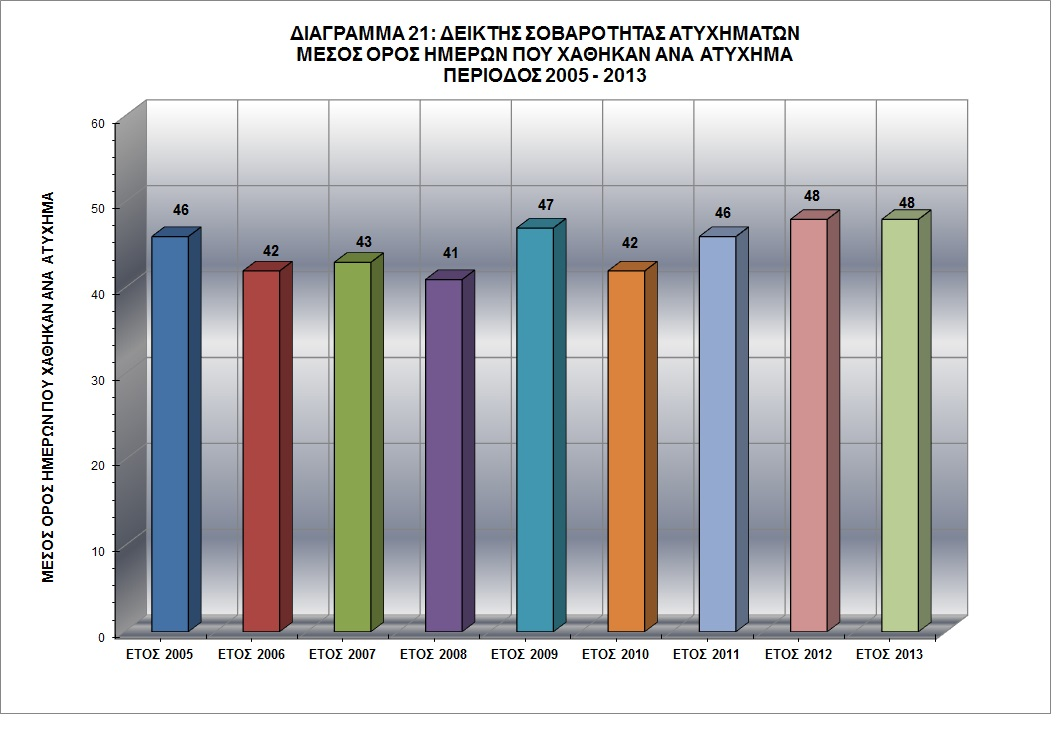 ΔΙΑΓΡΑΜΜΑ 21: ΔΕΙΚΤΗΣ ΣΟΒΑΡΟΤΗΤΑΣ ΑΤΥΧΗΜΑΤΩΝ
ΜΕΣΟΣ ΟΡΟΣ ΗΜΕΡΩΝ ΠΟΥ ΧΑΘΗΚΑΝ ΑΝΑ ΑΤΥΧΗΜΑ
ΠΕΡΙΟΔΟΣ 2005 - 2013
ΜΕΣΟΣ ΟΡΟΣ ΗΜΕΡΩΝ ΠΟΥ ΧΑΘΗΚΑΝ ΑΝΑ ΑΤΥΧΗΜΑ
60
50
40
30
20
10
0
46
42
43
41
47
42
46
48
48
ΕΤΟΣ 2005
ΕΤΟΣ 2006
ΕΤΟΣ 2007
ΕΤΟΣ 2008
ΕΤΟΣ 2009
ΕΤΟΣ 2010
ΕΤΟΣ 2011
ΕΤΟΣ 2012
ΕΤΟΣ 2013